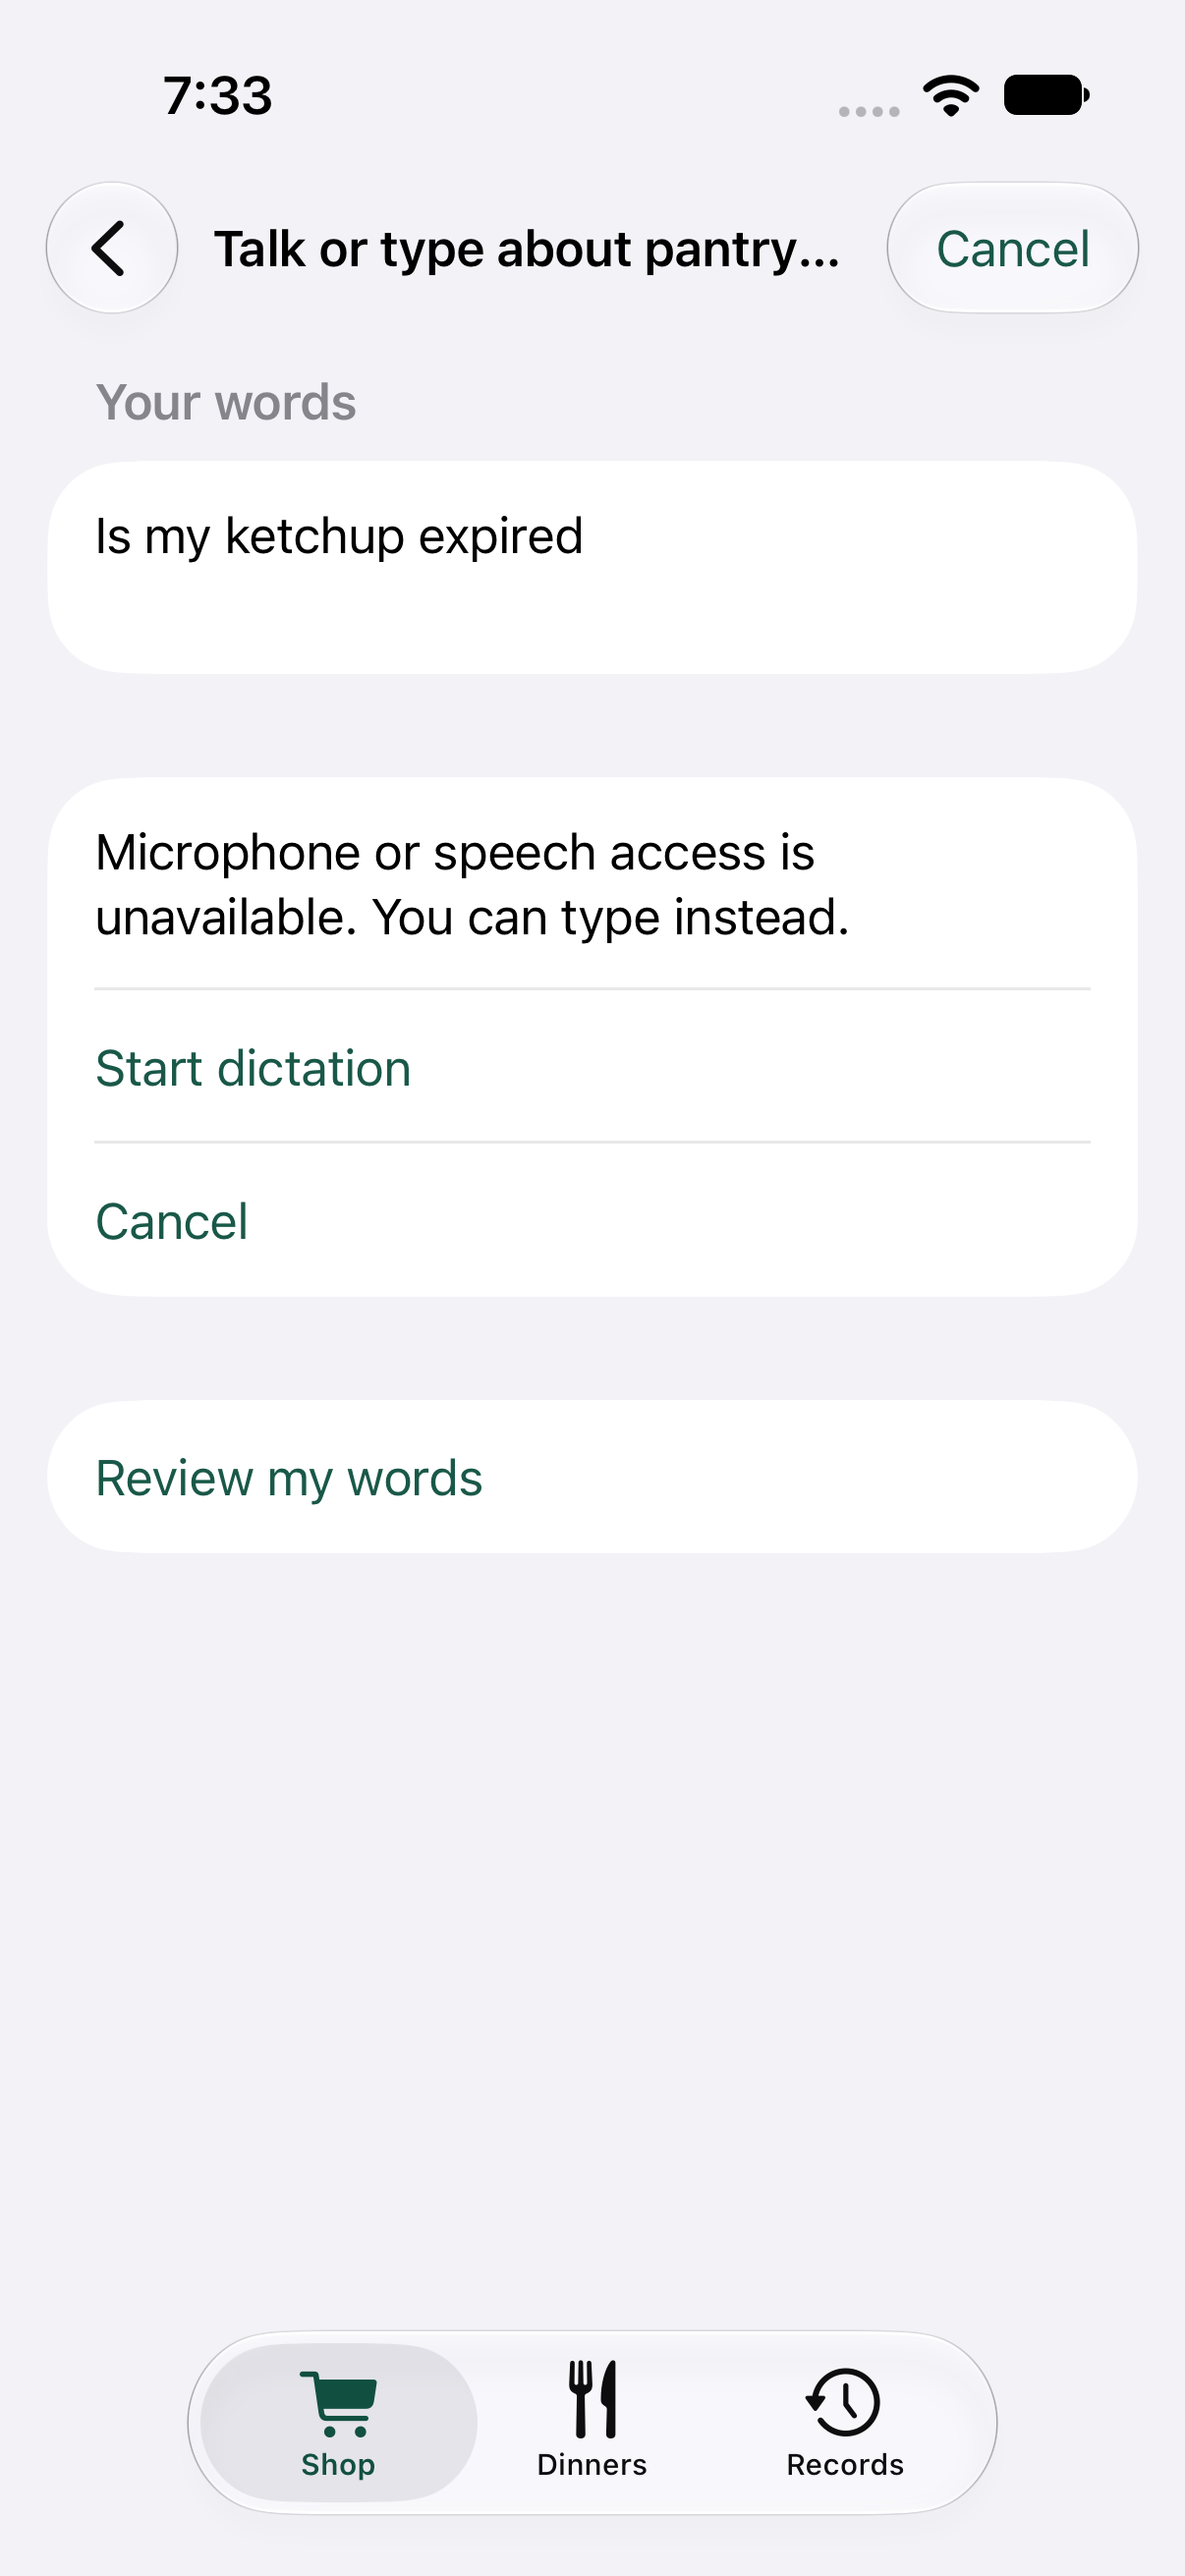 7:33
Talk or type about pantry...
Cancel
Your words
Is my ketchup expired
Microphone or speech access is
unavailable. You can type instead.
Start dictation
Cancel
Review my words
Shop
Dinners
Records